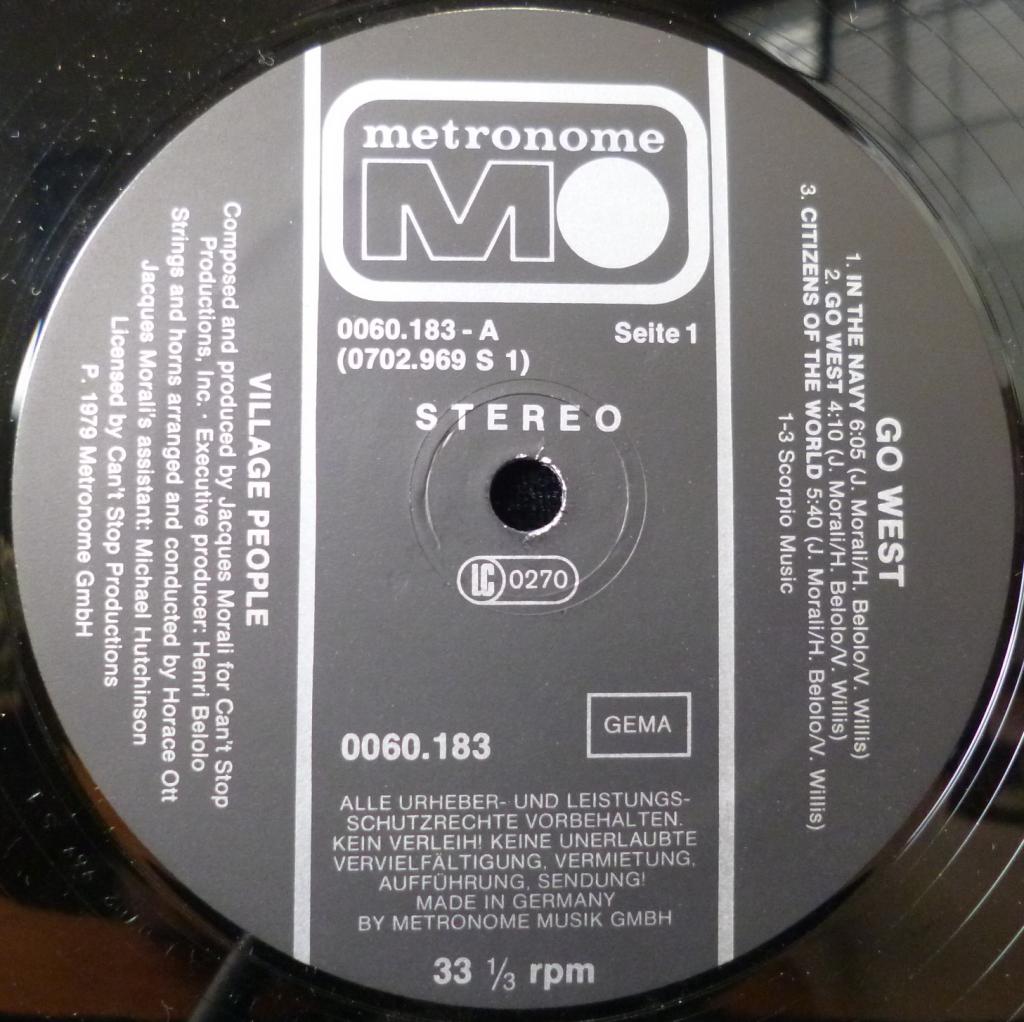 metronome
MO
0060.183 - A
Seite 1
(0702.969 S 1)
STEREO
LC 0270
0060.183
GEMA
ALLE URHEBER- UND LEISTUNGS-
SCHUTZRECHTE VORBEHALTEN.
KEIN VERLEIH! KEINE UNERLAUBTE
VERVIELFÄLTIGUNG, VERMIETUNG,
AUFFÜHRUNG, SENDUNG!
MADE IN GERMANY
BY METRONOME MUSIK GMBH
33 1/3 rpm
GO WEST
1. IN THE NAVY 6:05 (J. Morali/H. Belolo/V. Willis)
2. GO WEST 4:10 (J. Morali/H. Belolo/V. Willis)
3. CITIZENS OF THE WORLD 5:40 (J. Morali/H. Belolo/V. Willis)
1-3 Scorpio Music
VILLAGE PEOPLE
Composed and produced by Jacques Morali for Can't Stop
Productions, Inc. · Executive producer: Henri Belolo
Strings and horns arranged and conducted by Horace Ott
Jacques Morali's assistant: Michael Hutchinson
Licensed by Can't Stop Productions
P. 1979 Metronome GmbH